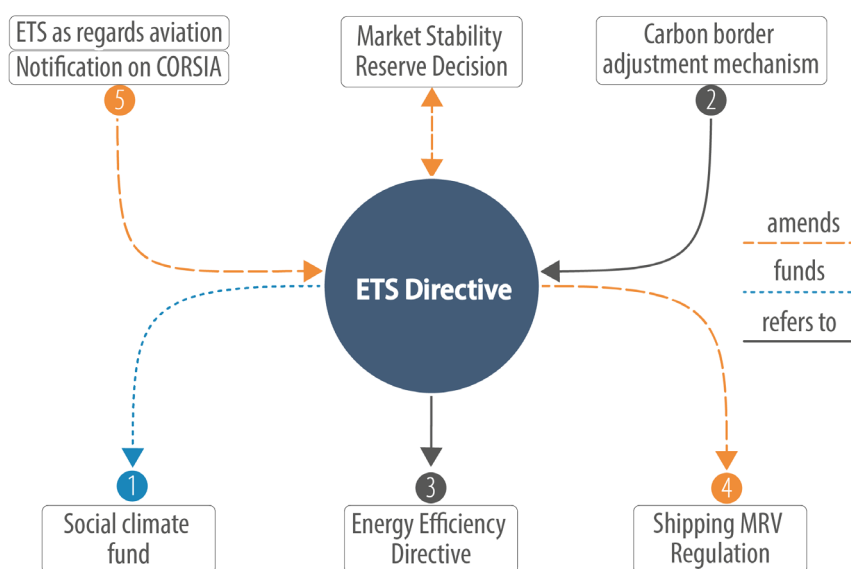 ETS as regards aviation
Notification on CORSIA
Market Stability
Reserve Decision
Carbon border
adjustment mechanism
5
2
amends
funds
refers to
ETS Directive
1
3
4
Social climate
fund
Energy Efficiency
Directive
Shipping MRV
Regulation